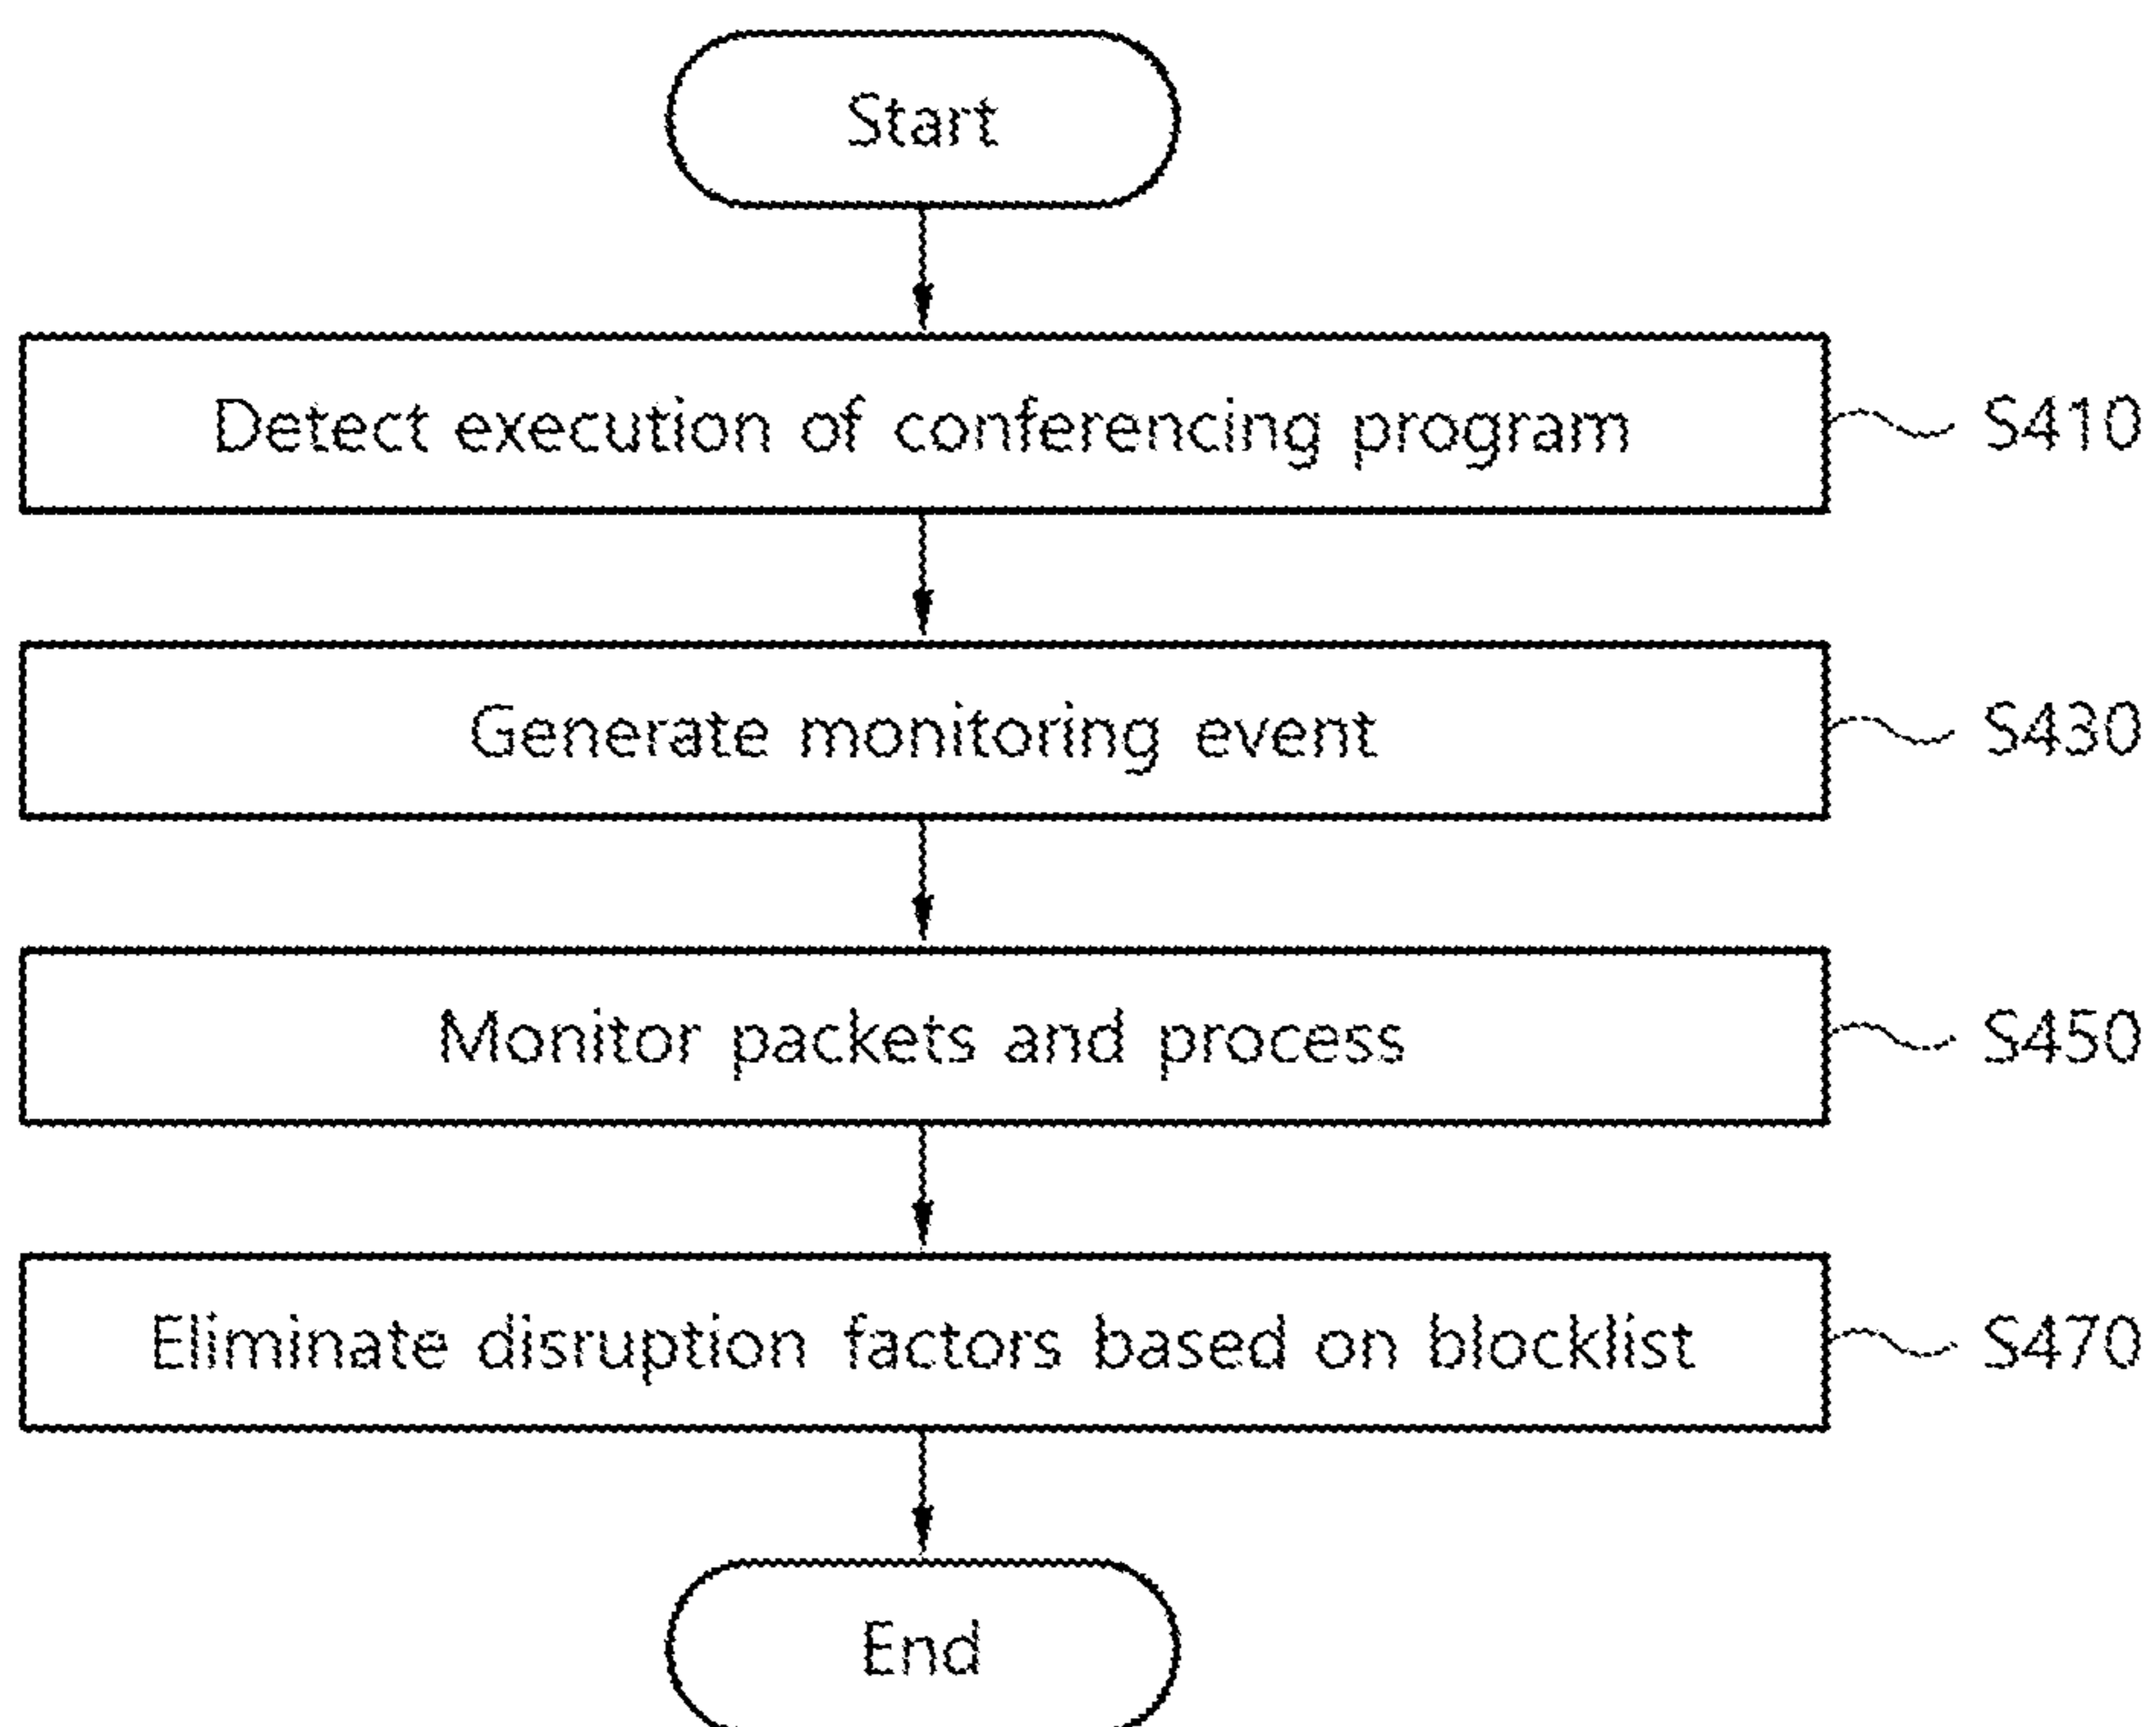 Start
Detect execution of conferencing program
S410
Generate monitoring event
S430
Monitor packets and process
S450
Eliminate disruption factors based on blocklist
S470
End